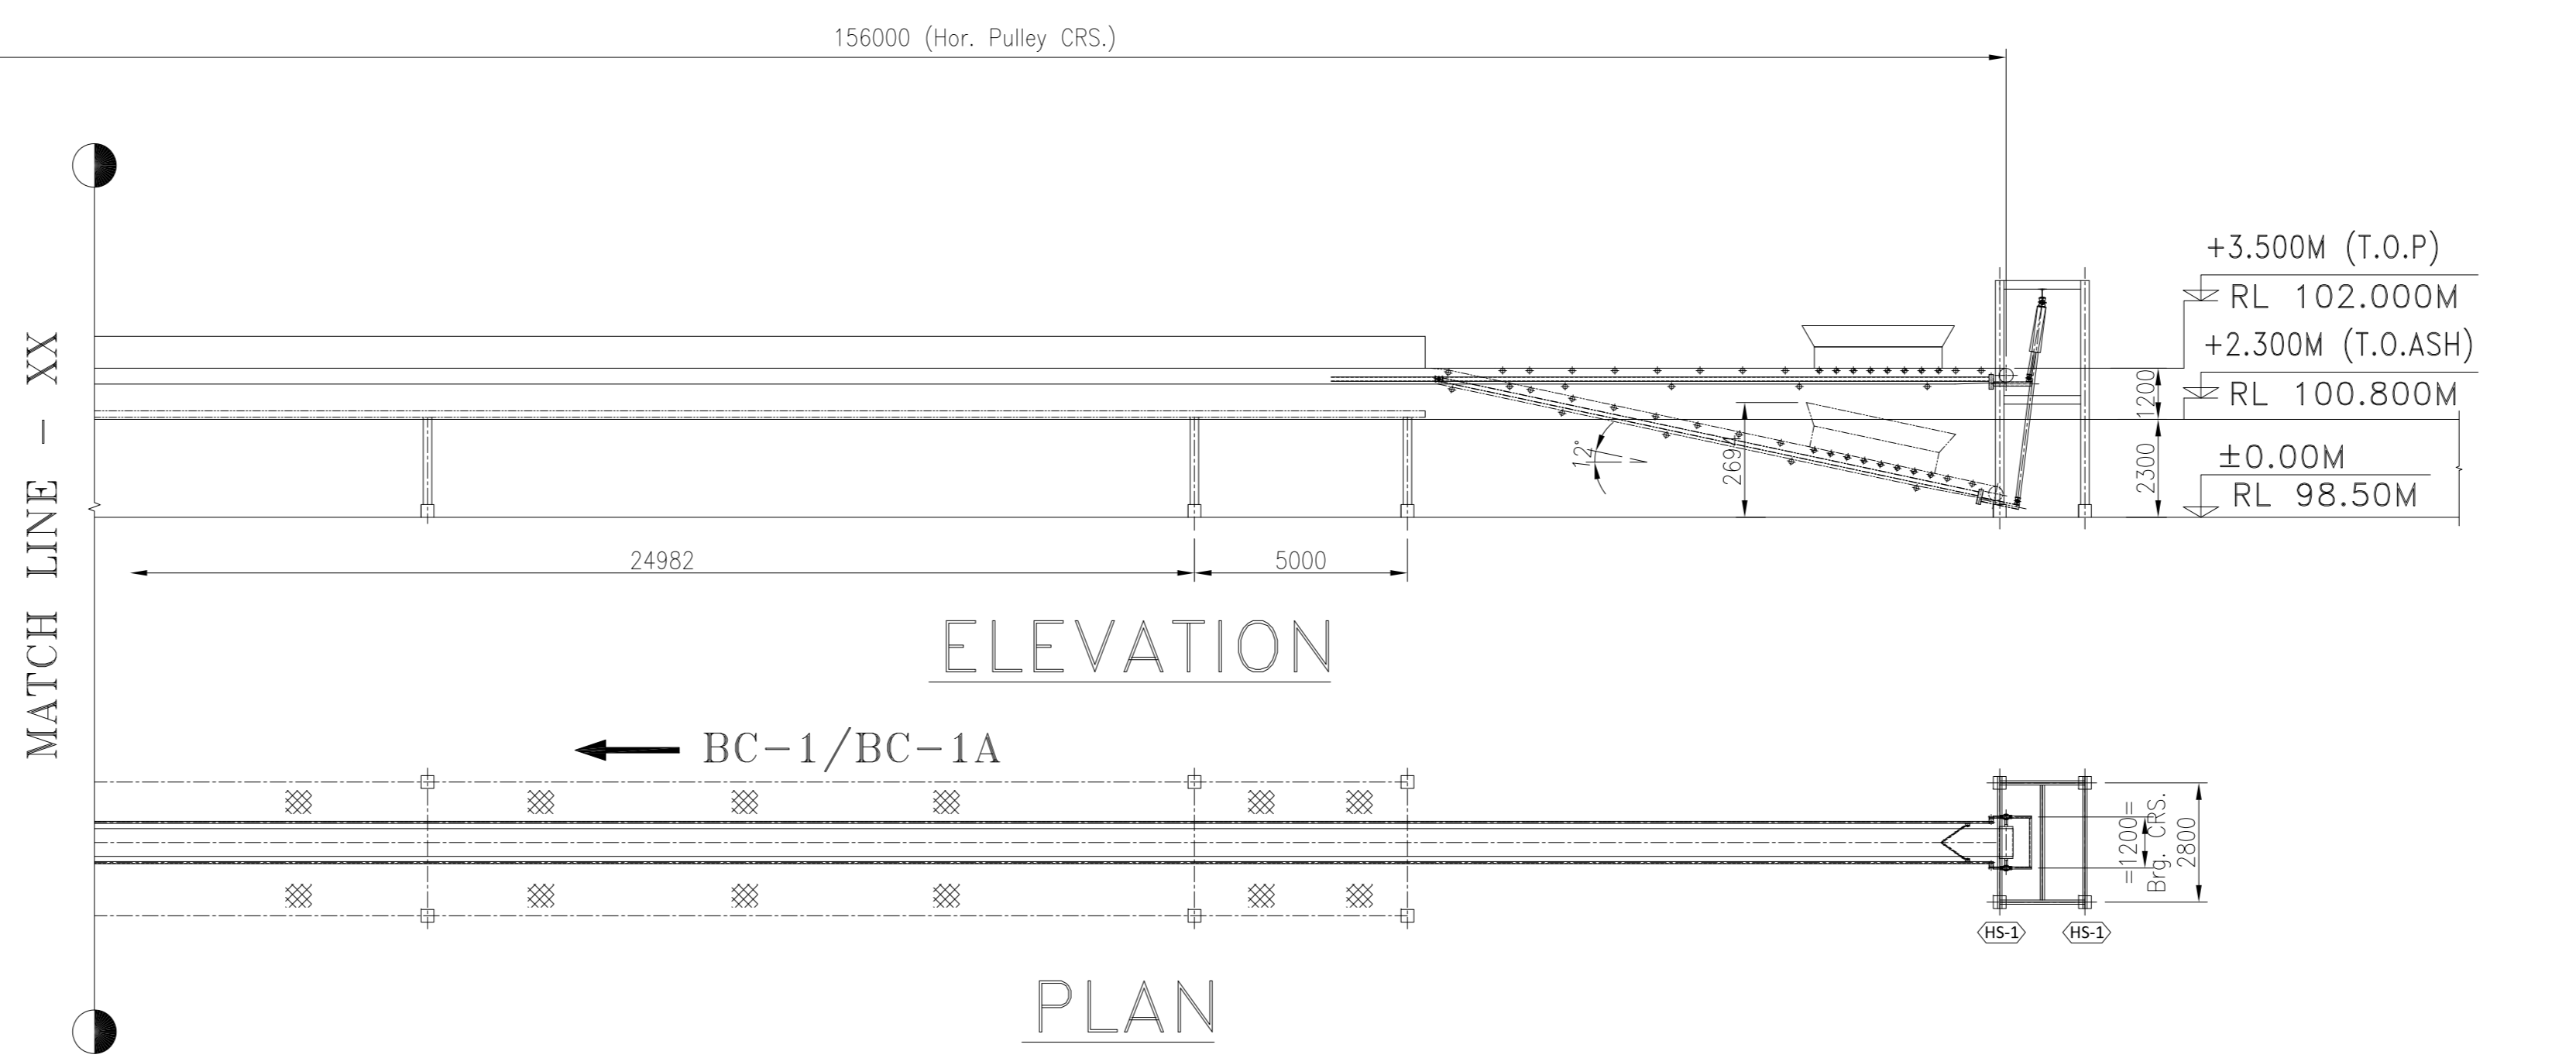 156000 (Hor. Pulley CRS.)
MATCH LINE - XX
+3.500M (T.O.P)
RL 102.000M
+2.300M (T.O.ASH)
RL 100.800M
±0.00M
RL 98.50M
1200
2300
12°
24982
5000
ELEVATION
BC-1/BC-1A
=1200=
Brg. CRS.
2800
HS-1
HS-1
PLAN